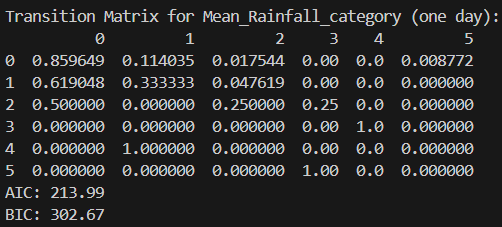 Transition Matrix for Mean_Rainfall_category (one day):
0 1 2 3 4 5
0 0.859649 0.114035 0.017544 0.00 0.0 0.008772
1 0.619048 0.333333 0.047619 0.00 0.0 0.000000
2 0.500000 0.000000 0.250000 0.25 0.0 0.000000
3 0.000000 0.000000 0.000000 0.00 1.0 0.000000
4 0.000000 1.000000 0.000000 0.00 0.0 0.000000
5 0.000000 0.000000 0.000000 1.00 0.0 0.000000
AIC: 213.99
BIC: 302.67